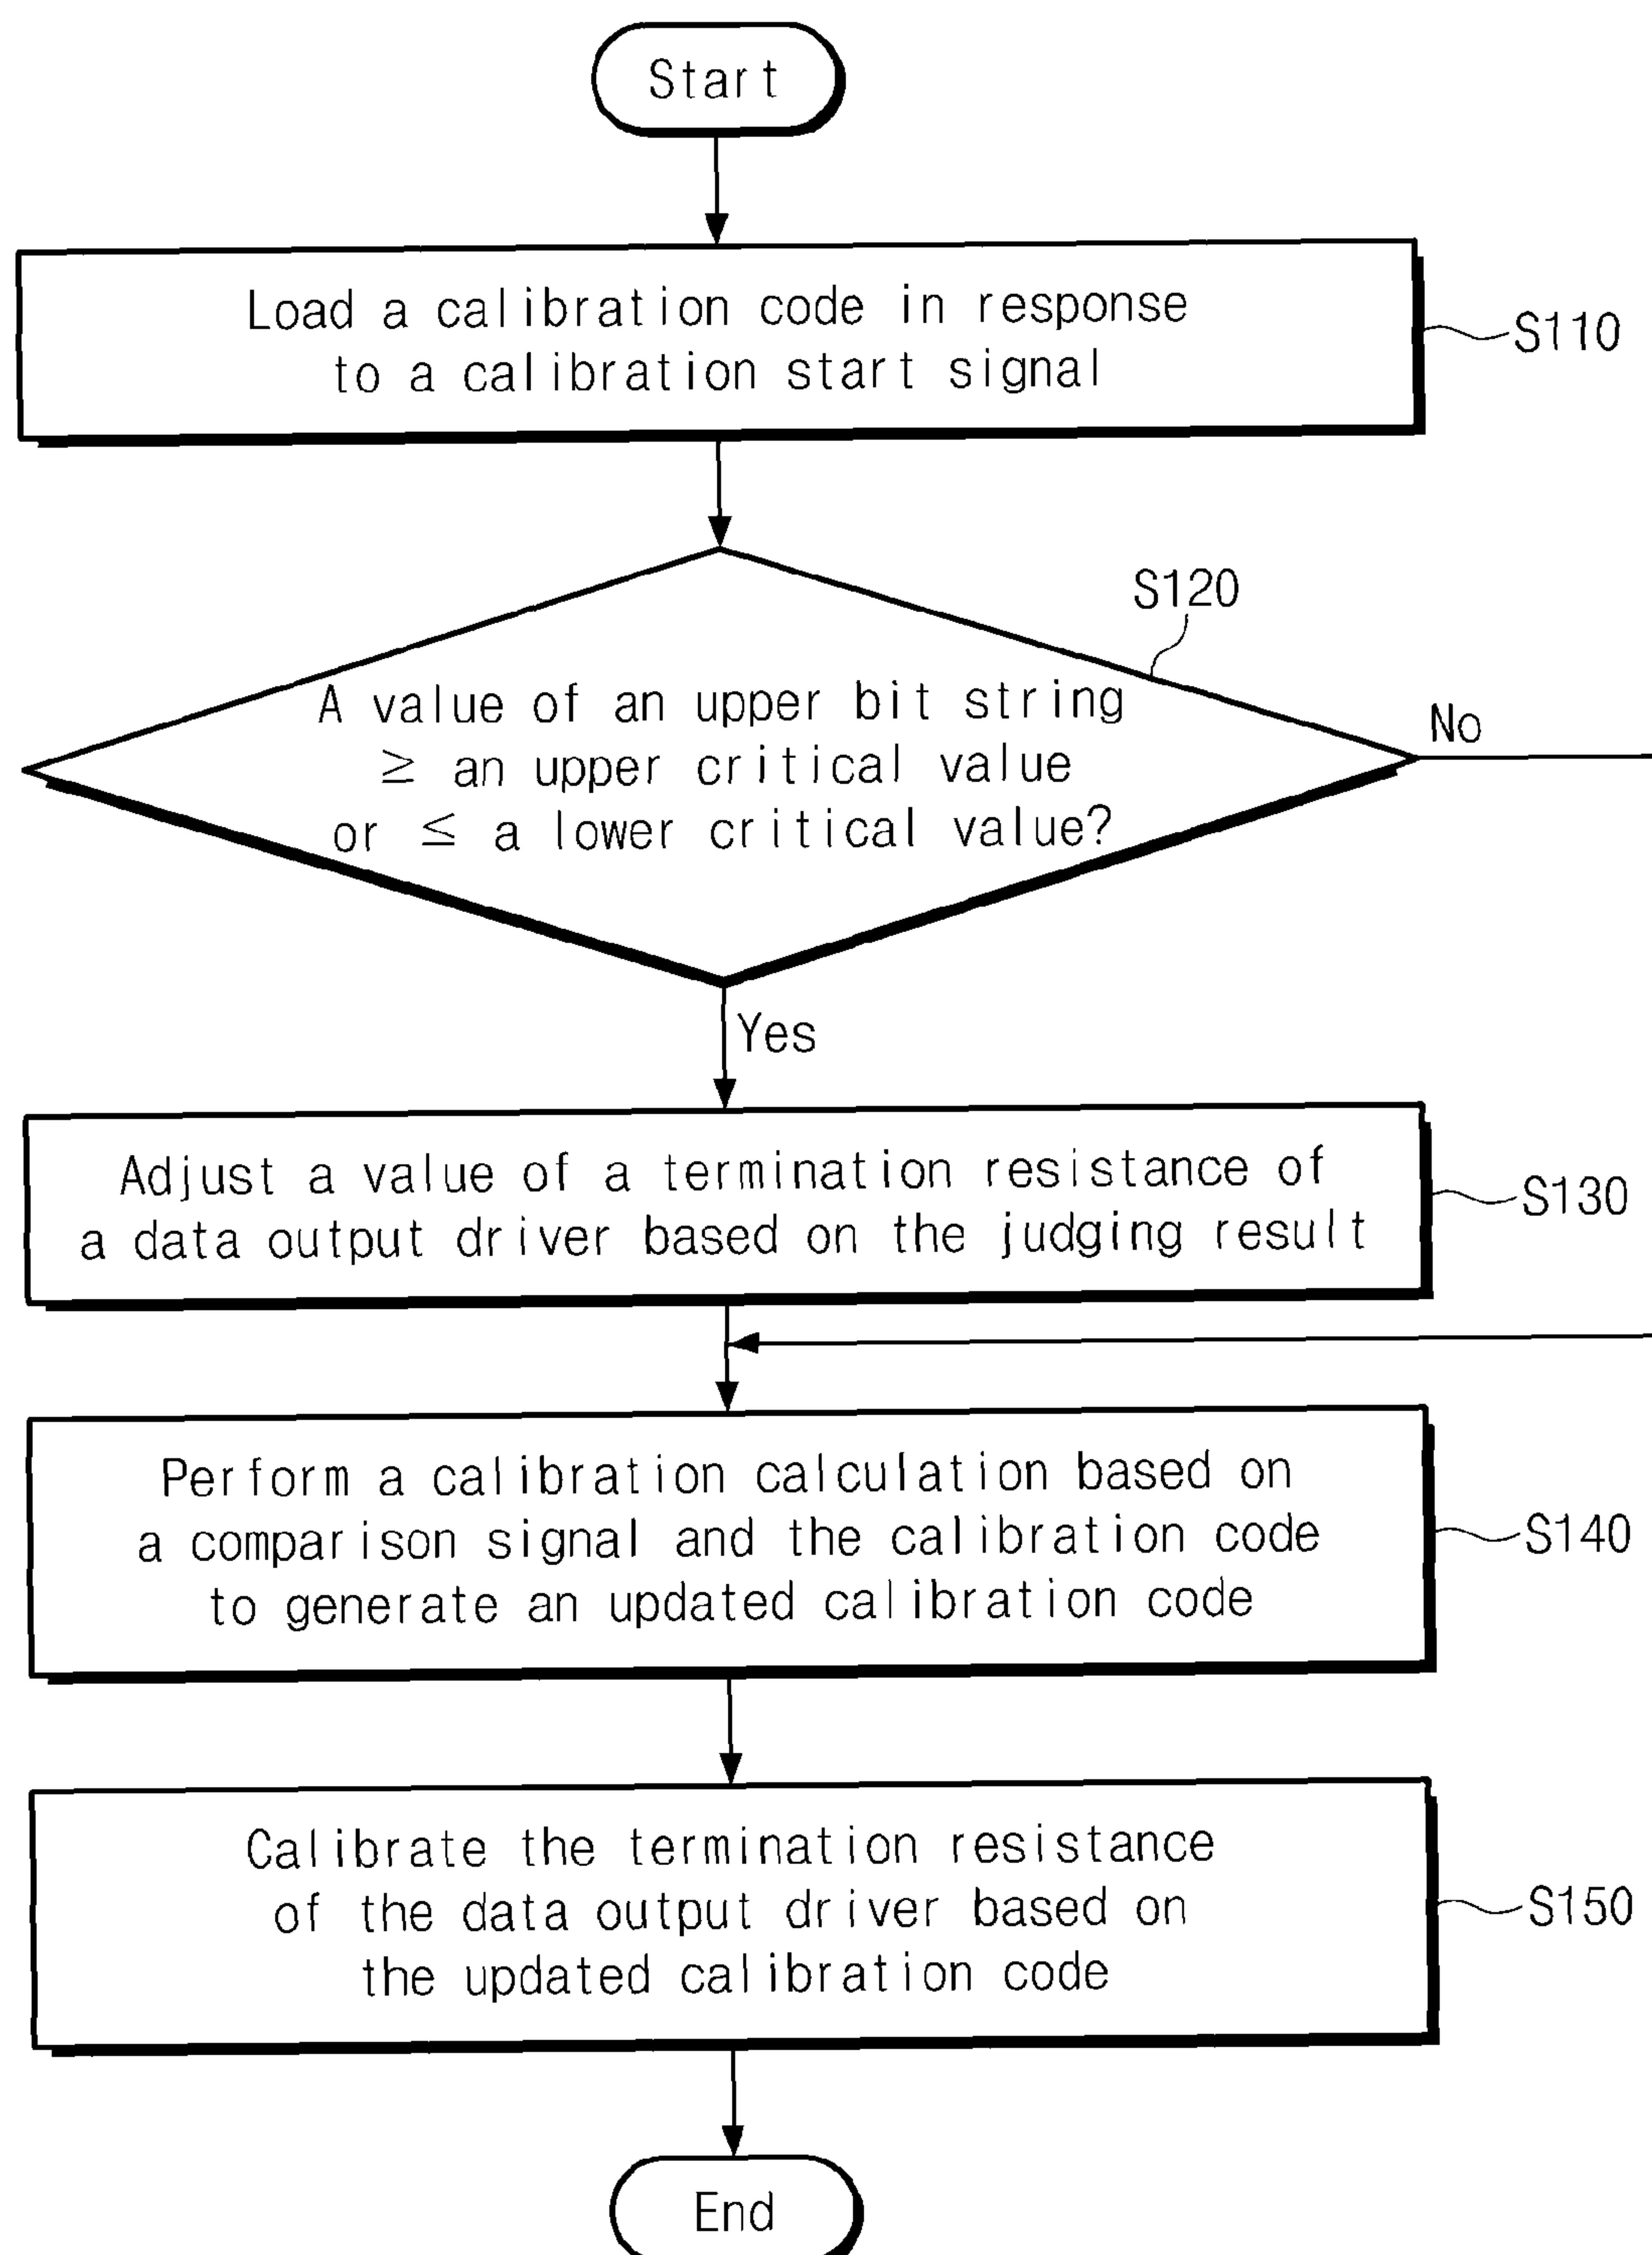 Start
Load a calibration code in response
to a calibration start signal
S110
S120
A value of an upper bit string
≥ an upper critical value
or ≤ a lower critical value?
No
Yes
Adjust a value of a termination resistance of
a data output driver based on the judging result
S130
Perform a calibration calculation based on
a comparison signal and the calibration code
to generate an updated calibration code
S140
Calibrate the termination resistance
of the data output driver based on
the updated calibration code
S150
End